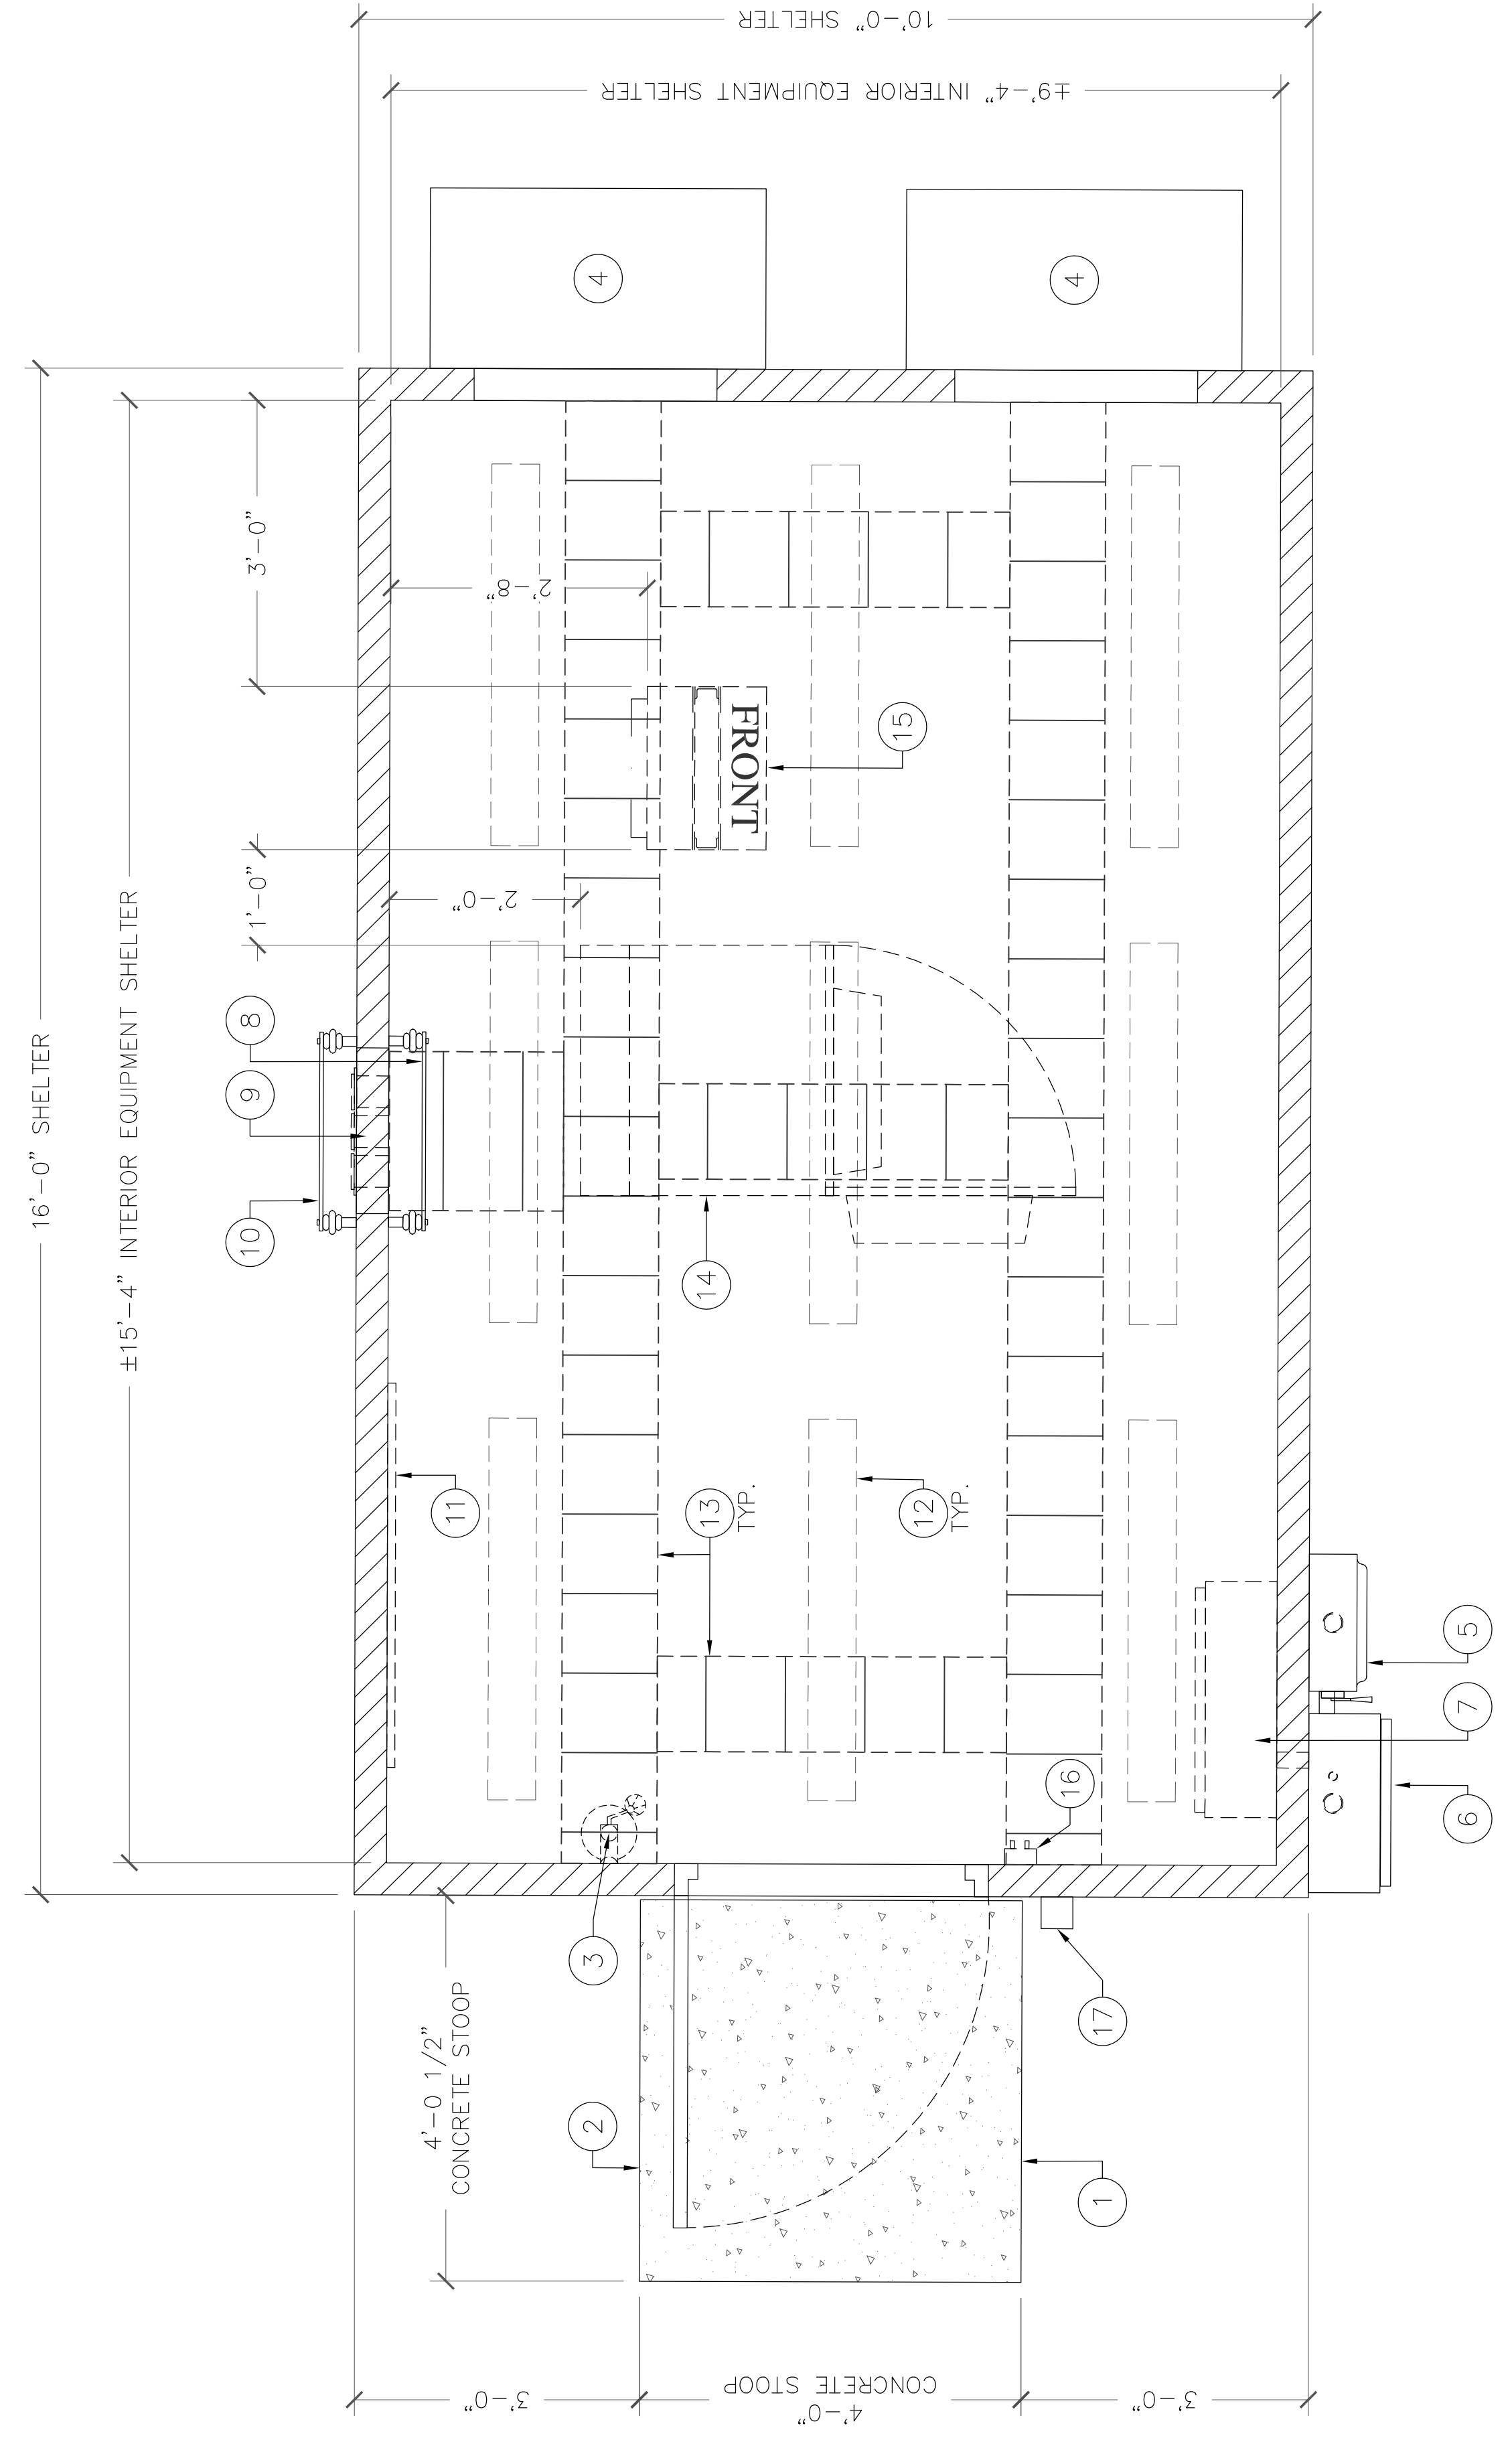 16'-0" SHELTER
±15'-4" INTERIOR EQUIPMENT SHELTER
4'-0 1/2"
CONCRETE STOOP
1'-0"
3'-0"
10
9
8
3'-0"
4'-0"
CONCRETE STOOP
3'-0"
2'-0"
2'-8"
10'-0" SHELTER
±9'-4" INTERIOR EQUIPMENT SHELTER
11
2
3
13
TYP.
14
FRONT
15
4
12
TYP.
1
17
16
4
6
7
5